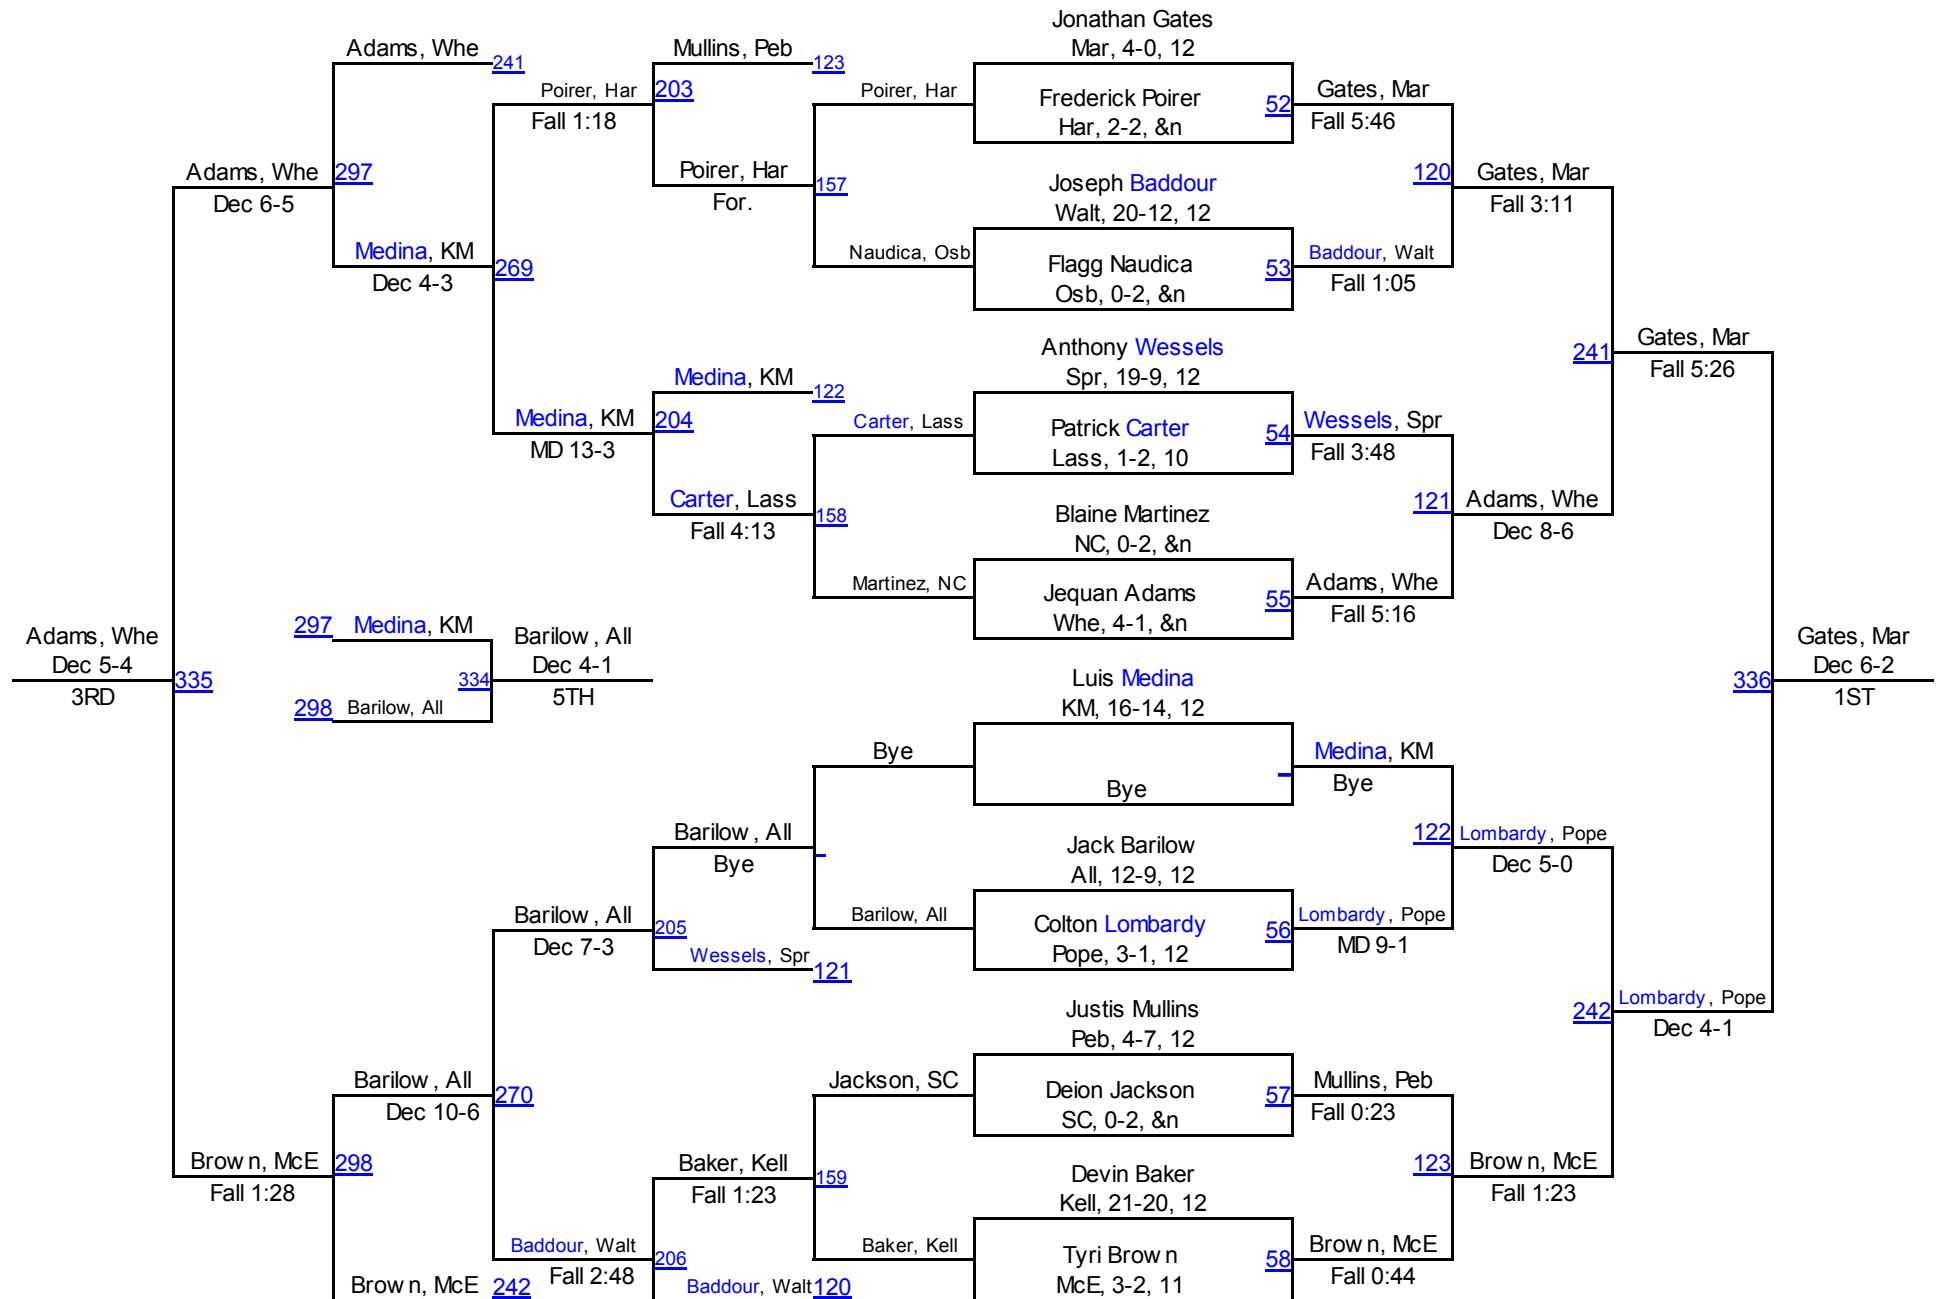 Jonathan Gates
Adams, Whe
241
Mullins, Peb
123
Mar, 4-0, 12
Poirer, Har
203
Fall 1:18
Poirer, Har
Frederick Poirer
Har, 2-2, &n
52
Gates, Mar
Fall 5:46
Adams, Whe
297
Dec 6-5
Poirer, Har
For.
157
Joseph Baddour
Walt, 20-12, 12
120
Gates, Mar
Fall 3:11
Medina, KM
Dec 4-3
269
Naudica, Osb
Flagg Naudica
Osb, 0-2, &n
53
Baddour, Walt
Fall 1:05
Anthony Wessels
Spr, 19-9, 12
241
Gates, Mar
Fall 5:26
Medina, KM
122
Medina, KM
MD 13-3
204
Carter, Lass
Patrick Carter
Lass, 1-2, 10
54
Wessels, Spr
Fall 3:48
Carter, Lass
Fall 4:13
158
Blaine Martinez
NC, 0-2, &n
121
Adams, Whe
Dec 8-6
Martinez, NC
Jequan Adams
Whe, 4-1, &n
55
Adams, Whe
Fall 5:16
Adams, Whe
Dec 5-4
3RD
335
297
Medina, KM
298
Barilow, All
334
Barilow, All
Dec 4-1
5TH
Luis Medina
KM, 16-14, 12
336
Gates, Mar
Dec 6-2
1ST
Bye
Bye
Medina, KM
Bye
Barilow, All
Bye
Jack Barilow
All, 12-9, 12
122
Lombardy, Pope
Dec 5-0
Barilow, All
Dec 7-3
205
Wessels, Spr
121
Barilow, All
Colton Lombardy
Pope, 3-1, 12
56
Lombardy, Pope
MD 9-1
Justis Mullins
Peb, 4-7, 12
242
Lombardy, Pope
Dec 4-1
Barilow, All
Dec 10-6
270
Jackson, SC
Deion Jackson
SC, 0-2, &n
57
Mullins, Peb
Fall 0:23
Brown, McE
Fall 1:28
298
Baker, Kell
Fall 1:23
159
Devin Baker
Kell, 21-20, 12
123
Brown, McE
Fall 1:23
Baddour, Walt
Fall 2:48
206
Baker, Kell
Tyri Brown
McE, 3-2, 11
58
Brown, McE
Fall 0:44
Brown, McE
242
Baddour, Walt
120